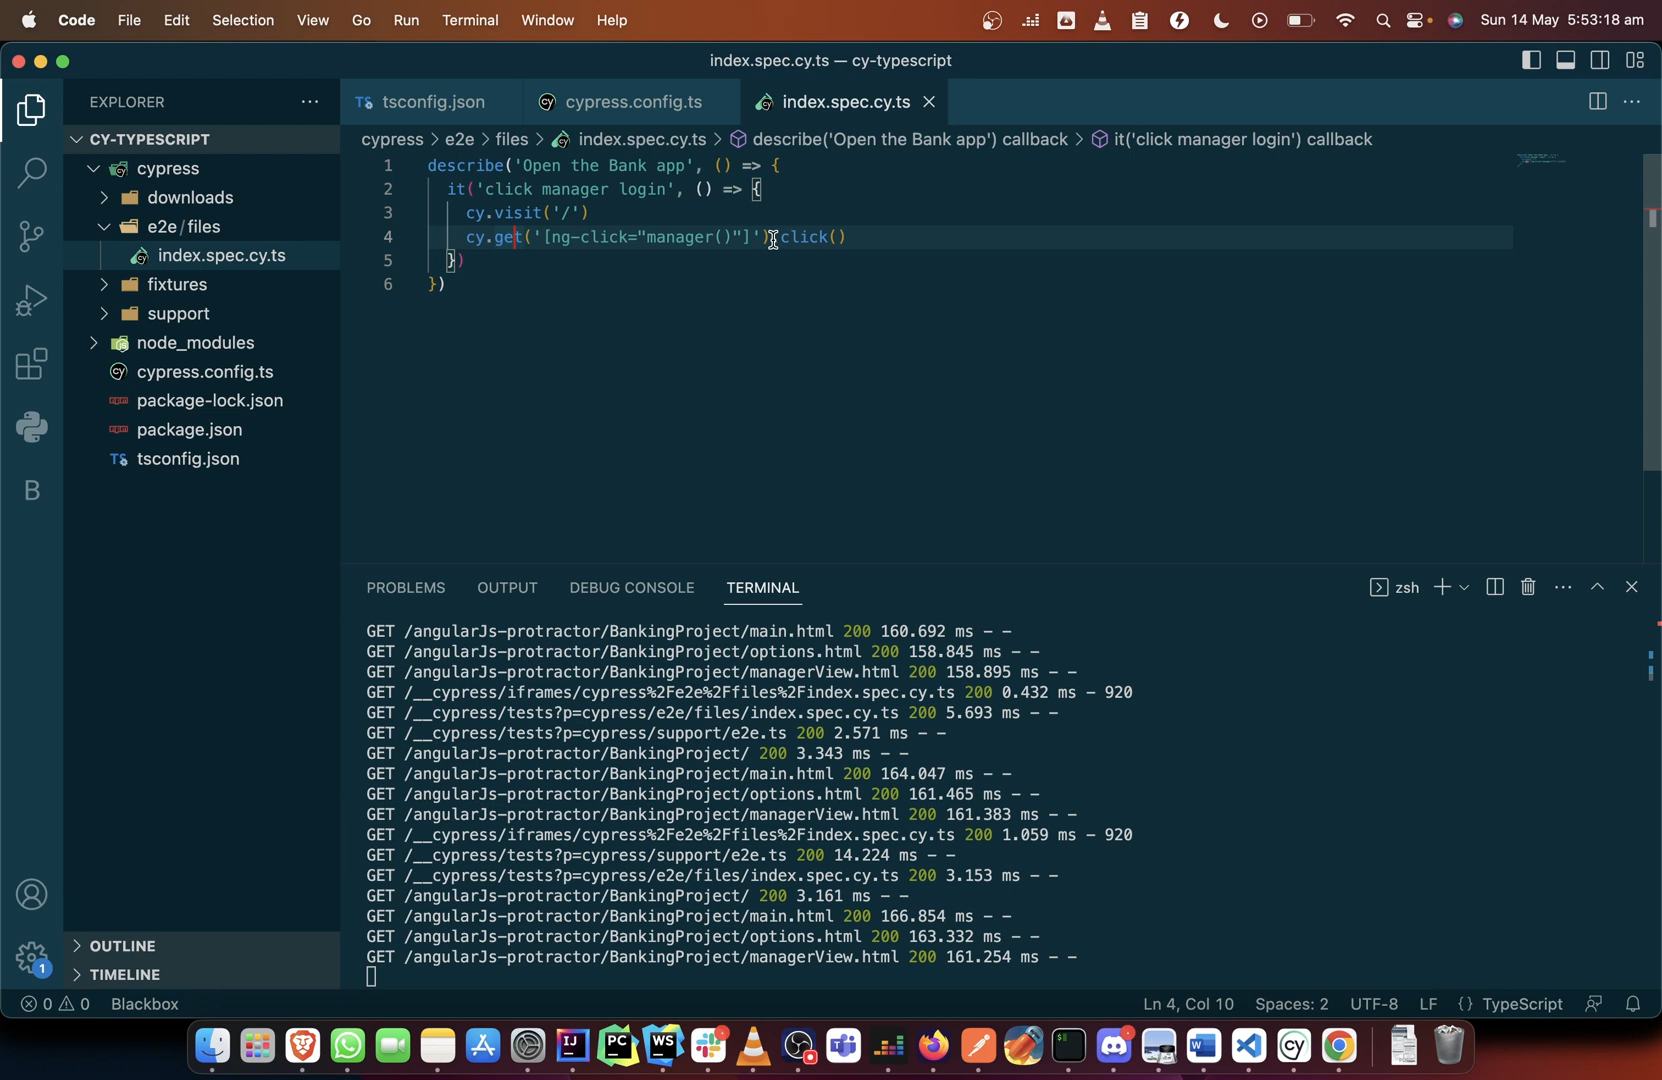 Code File Edit Selection View Go Run Terminal Window Help Sun 14 May 5:53:18 am
index.spec.cy.ts — cy-typescript
EXPLORER
tsconfig.json
cypress.config.ts
index.spec.cy.ts
CY-TYPESCRIPT
cypress
downloads
e2e/files
index.spec.cy.ts
fixtures
support
node_modules
cypress.config.ts
package-lock.json
package.json
TS tsconfig.json
B
OUTLINE
TIMELINE
cypress > e2e > files > index.spec.cy.ts > describe('Open the Bank app') callback > it('click manager login') callback
1 describe('Open the Bank app', () => {
2 it('click manager login', () => {
3 cy.visit('/')
4 cy.get('[ng-click="manager()"]').click()
5 })
6 })
PROBLEMS OUTPUT DEBUG CONSOLE TERMINAL zsh
GET /angularJs-protractor/BankingProject/main.html 200 160.692 ms - -
GET /angularJs-protractor/BankingProject/options.html 200 158.845 ms - -
GET /angularJs-protractor/BankingProject/managerView.html 200 158.895 ms - -
GET /__cypress/iframes/cypress%2Fe2e%2Ffiles%2Findex.spec.cy.ts 200 0.432 ms - 920
GET /__cypress/tests?p=cypress/e2e/files/index.spec.cy.ts 200 5.693 ms - -
GET /__cypress/tests?p=cypress/support/e2e.ts 200 2.571 ms - -
GET /angularJs-protractor/BankingProject/ 200 3.343 ms - -
GET /angularJs-protractor/BankingProject/main.html 200 164.047 ms - -
GET /angularJs-protractor/BankingProject/options.html 200 161.465 ms - -
GET /angularJs-protractor/BankingProject/managerView.html 200 161.383 ms - -
GET /__cypress/iframes/cypress%2Fe2e%2Ffiles%2Findex.spec.cy.ts 200 1.059 ms - 920
GET /__cypress/tests?p=cypress/support/e2e.ts 200 14.224 ms - -
GET /__cypress/tests?p=cypress/e2e/files/index.spec.cy.ts 200 3.153 ms - -
GET /angularJs-protractor/BankingProject/ 200 3.161 ms - -
GET /angularJs-protractor/BankingProject/main.html 200 166.854 ms - -
GET /angularJs-protractor/BankingProject/options.html 200 163.332 ms - -
GET /angularJs-protractor/BankingProject/managerView.html 200 161.254 ms - -
1
0 0 Blackbox Ln 4, Col 10 Spaces: 2 UTF-8 LF {} TypeScript
IJ PC WS W cy